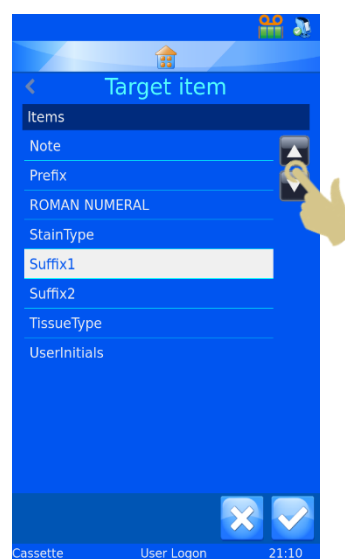 Target item
Items
Note
Prefix
ROMAN NUMERAL
StainType
Suffix1
Suffix2
TissueType
UserInitials
Cassette User Logon 21:10